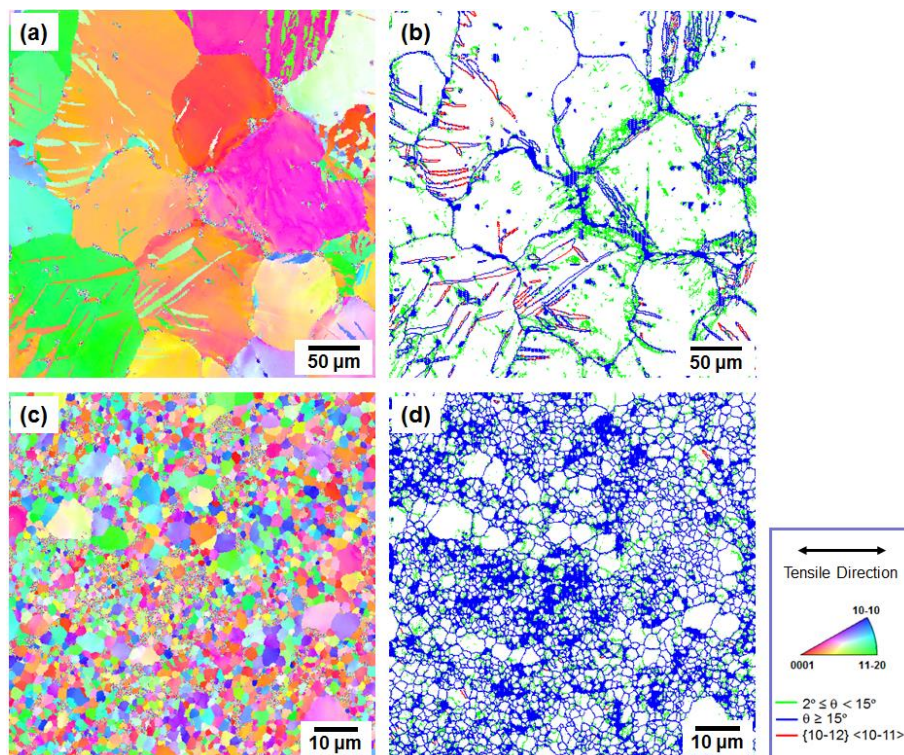 (a)
(b)
50 µm
50 µm
(c)
(d)
10 µm
10 µm
Tensile Direction
10-10
0001
11-20
2° ≤ θ < 15°
θ ≥ 15°
{10-12} <10-11>